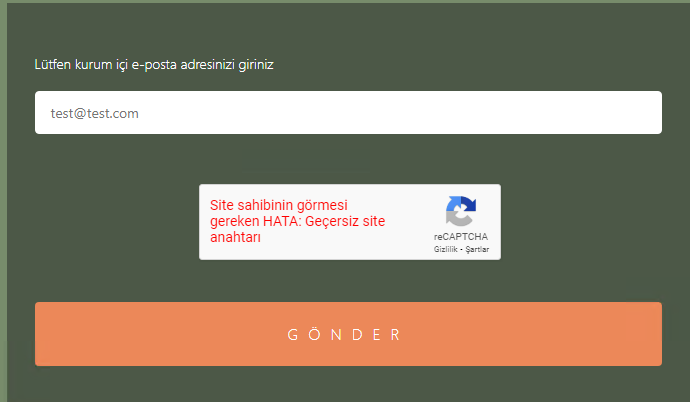 Lütfen kurum içi e-posta adresinizi giriniz
test@test.com
Site sahibinin görmesi
gereken HATA: Geçersiz site
anahtarı
reCAPTCHA
Gizlilik - Şartlar
GÖNDER